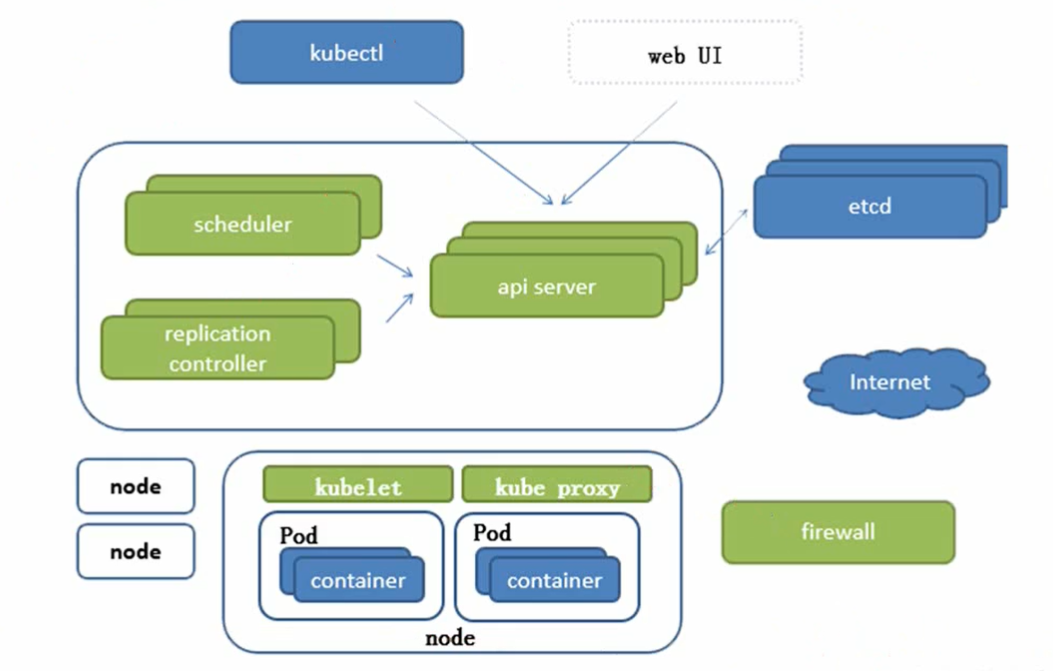 kubectl
web UI
scheduler
etcd
api server
replication
controller
Internet
node
node
kubelet
kube proxy
Pod
container
Pod
container
node
firewall